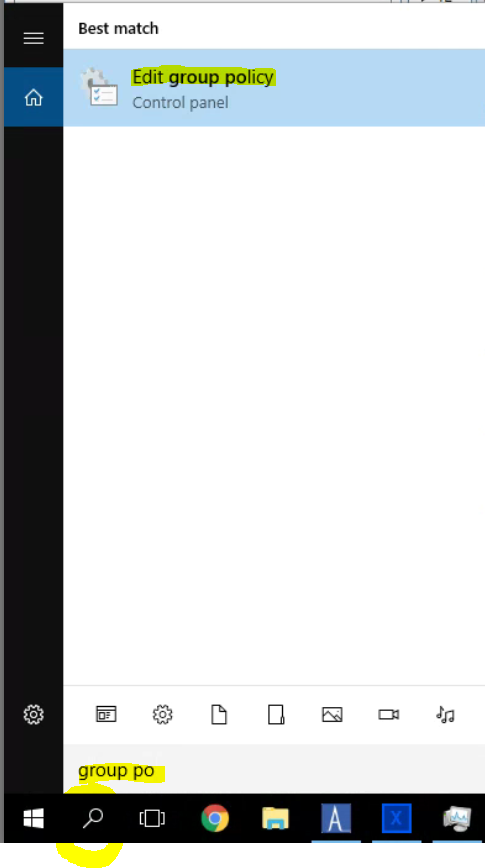 Best match
Edit group policy
Control panel
group po